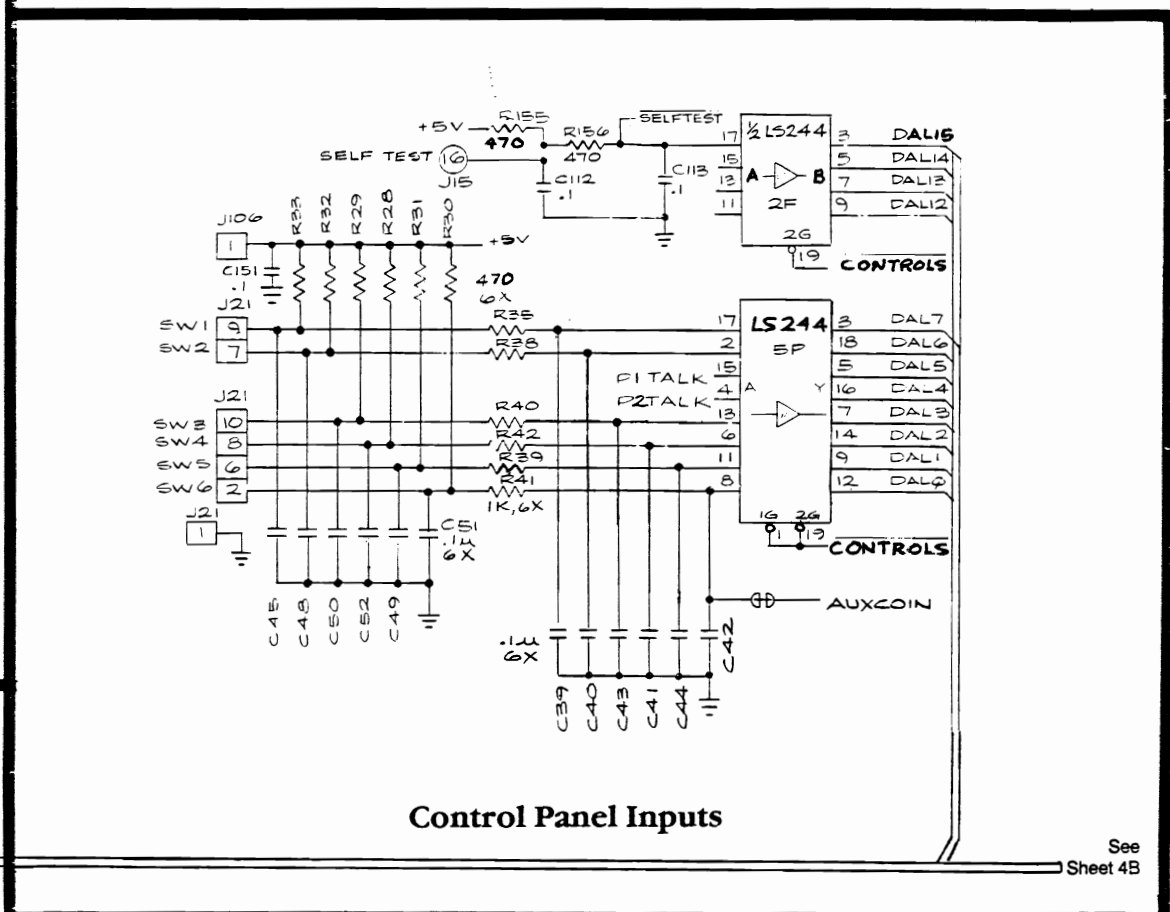 R155
+5V
470
R156
470
SELFTEST
SELF TEST
16
J15
C112
.1
C113
.1
17
15
13
11
½ LS244
A
B
2F
2G
19
CONTROLS
3
5
7
9
DAL15
DAL14
DAL13
DAL12
J106
1
C151
.1
R33
R32
R29
R28
R31
R30
+5V
470
6X
J21
SW1
9
SW2
7
J21
SW3
10
SW4
8
SW5
6
SW6
2
J21
1
R35
R38
R40
R42
R39
R41
1K, 6X
P1 TALK
P2TALK
17
2
15
4
13
6
11
8
LS244
5P
A
Y
1G
2G
1
19
CONTROLS
3
18
5
16
7
14
9
12
DAL7
DAL6
DAL5
DAL4
DAL3
DAL2
DAL1
DAL0
C51
.1µ
6X
C45
C48
C50
C52
C49
AUXCOIN
.1µ
6X
C39
C40
C43
C41
C44
C42
Control Panel Inputs
See
Sheet 4B